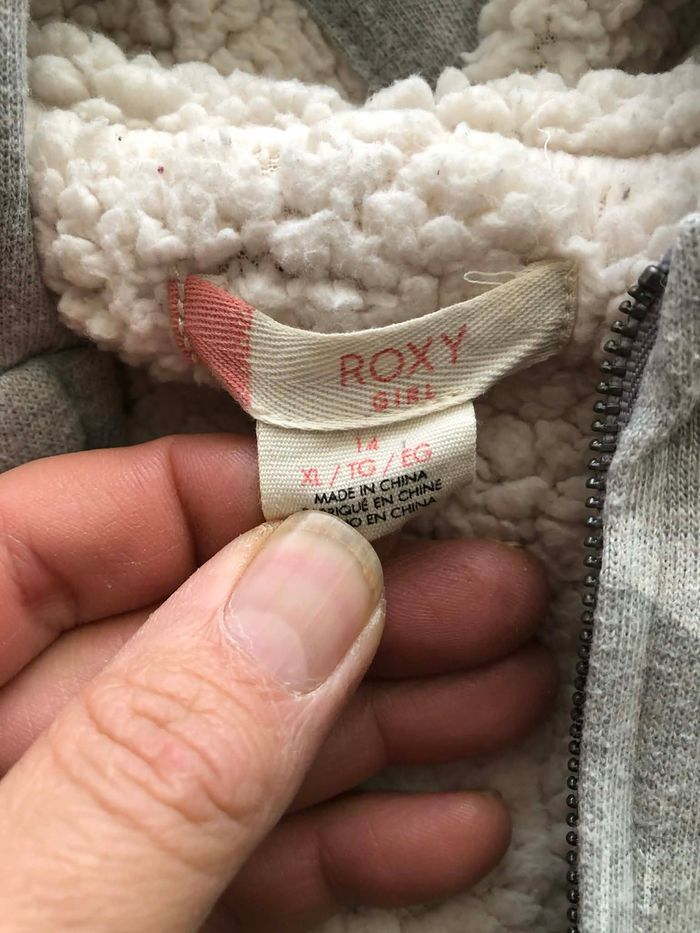 ROXY
GIRL
14
XL / TG / EG
MADE IN CHINA
EN CHINE
EN CHINA